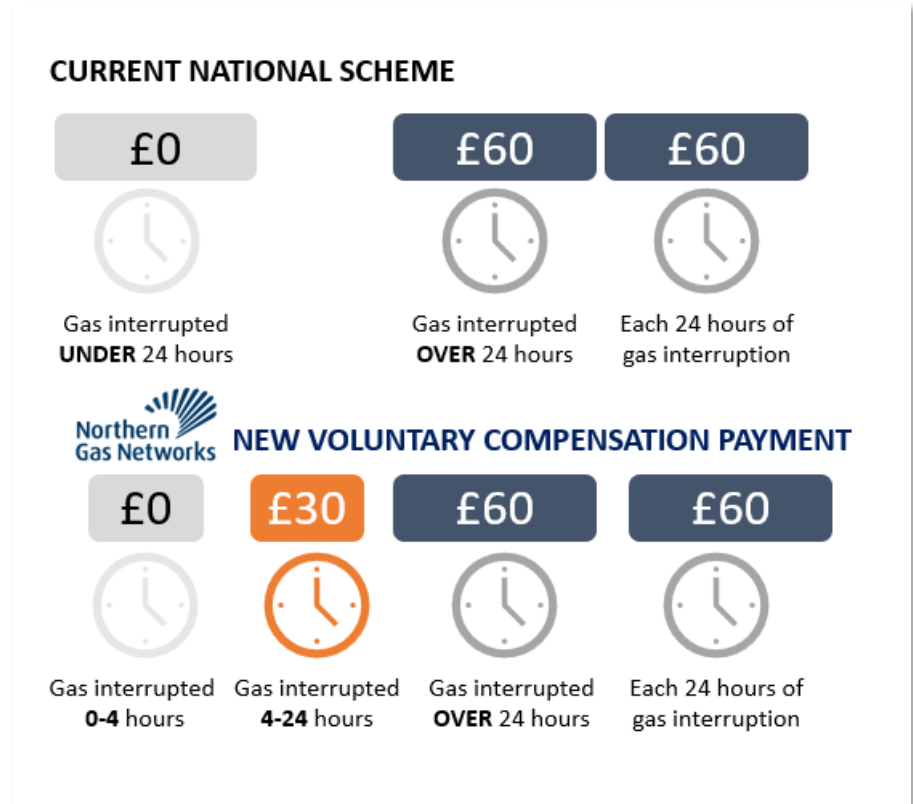 CURRENT NATIONAL SCHEME
£0
£60
£60
Gas interrupted
UNDER 24 hours
Gas interrupted
OVER 24 hours
Each 24 hours of
gas interruption
Northern
Gas Networks
NEW VOLUNTARY COMPENSATION PAYMENT
£0
£30
£60
£60
Gas interrupted
0-4 hours
Gas interrupted
4-24 hours
Gas interrupted
OVER 24 hours
Each 24 hours of
gas interruption